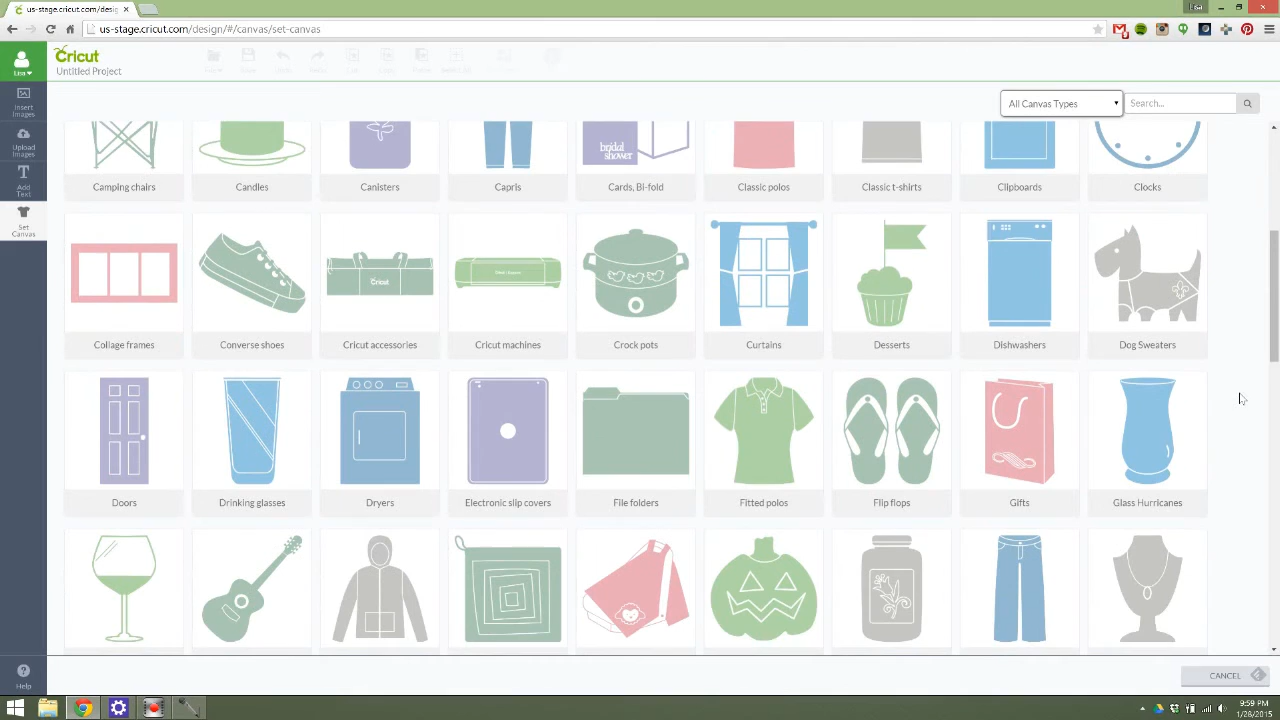 us-stage.cricut.com/desig
Lisa
us-stage.cricut.com/design/#/canvas/set-canvas
Lisa
Cricut
Untitled Project
Insert
Images
Upload
Images
Add
Text
Set
Canvas
All Canvas Types
Search...
bridal
shower
Camping chairs
Candles
Canisters
Capris
Cards, Bi-fold
Classic polos
Classic t-shirts
Clipboards
Clocks
Cricut
Collage frames
Converse shoes
Cricut accessories
Cricut machines
Crock pots
Curtains
Desserts
Dishwashers
Dog Sweaters
Doors
Drinking glasses
Dryers
Electronic slip covers
File folders
Fitted polos
Flip flops
Gifts
Glass Hurricanes
Help
CANCEL
9:59 PM
1/28/2015